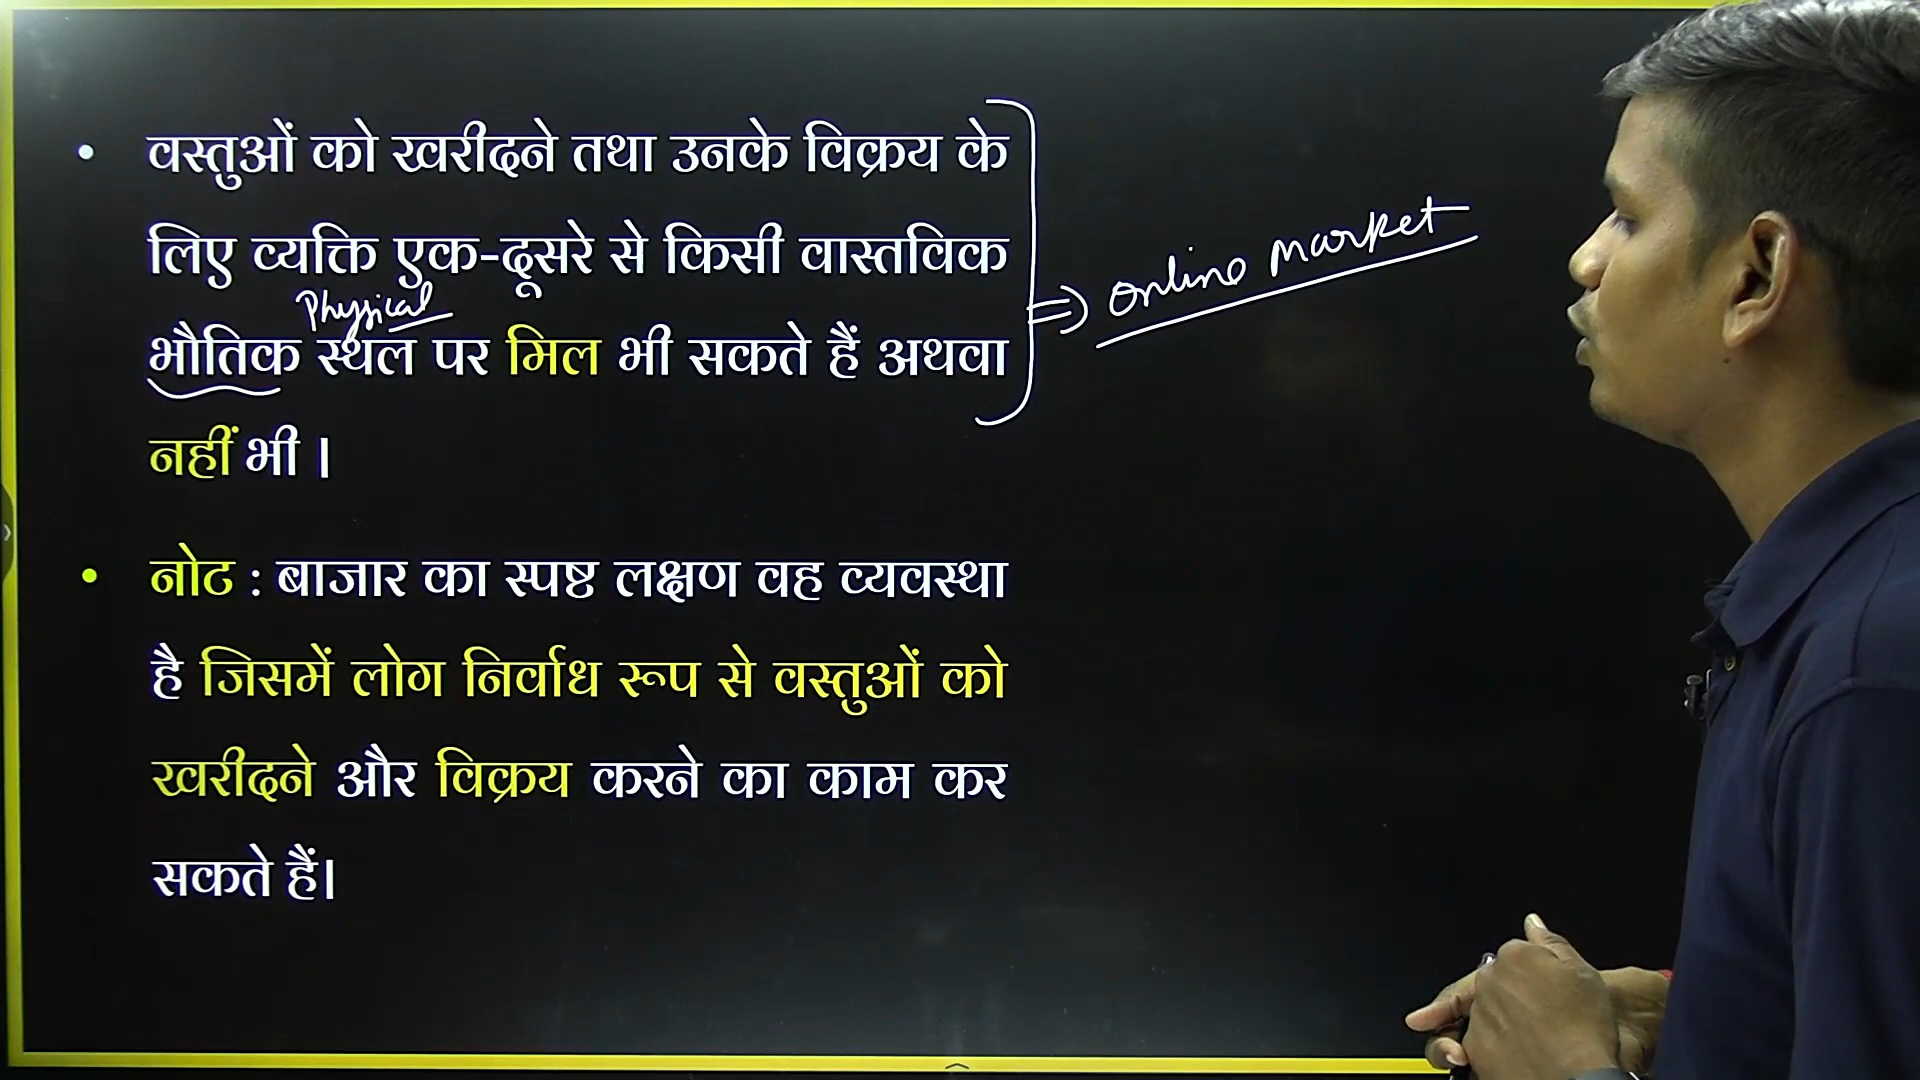 • वस्तुओं को खरीदने तथा उनके विक्रय के
लिए व्यक्ति एक-दूसरे से किसी वास्तविक
Physical
भौतिक स्थल पर मिल भी सकते हैं अथवा
नहीं भी ।
=> online market
• नोट : बाजार का स्पष्ट लक्षण वह व्यवस्था
है जिसमें लोग निर्वाध रूप से वस्तुओं को
खरीदने और विक्रय करने का काम कर
सकते हैं।